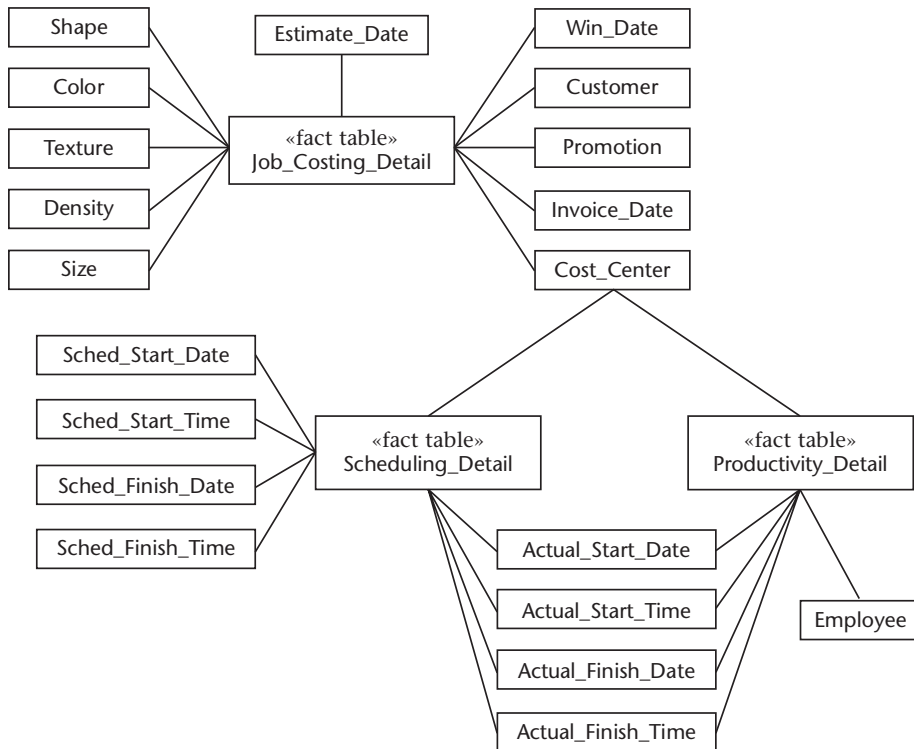 Shape
Color
Texture
Density
Size
Estimate_Date
«fact table»
Job_Costing_Detail
Win_Date
Customer
Promotion
Invoice_Date
Cost_Center
Sched_Start_Date
Sched_Start_Time
Sched_Finish_Date
Sched_Finish_Time
«fact table»
Scheduling_Detail
«fact table»
Productivity_Detail
Actual_Start_Date
Actual_Start_Time
Actual_Finish_Date
Actual_Finish_Time
Employee